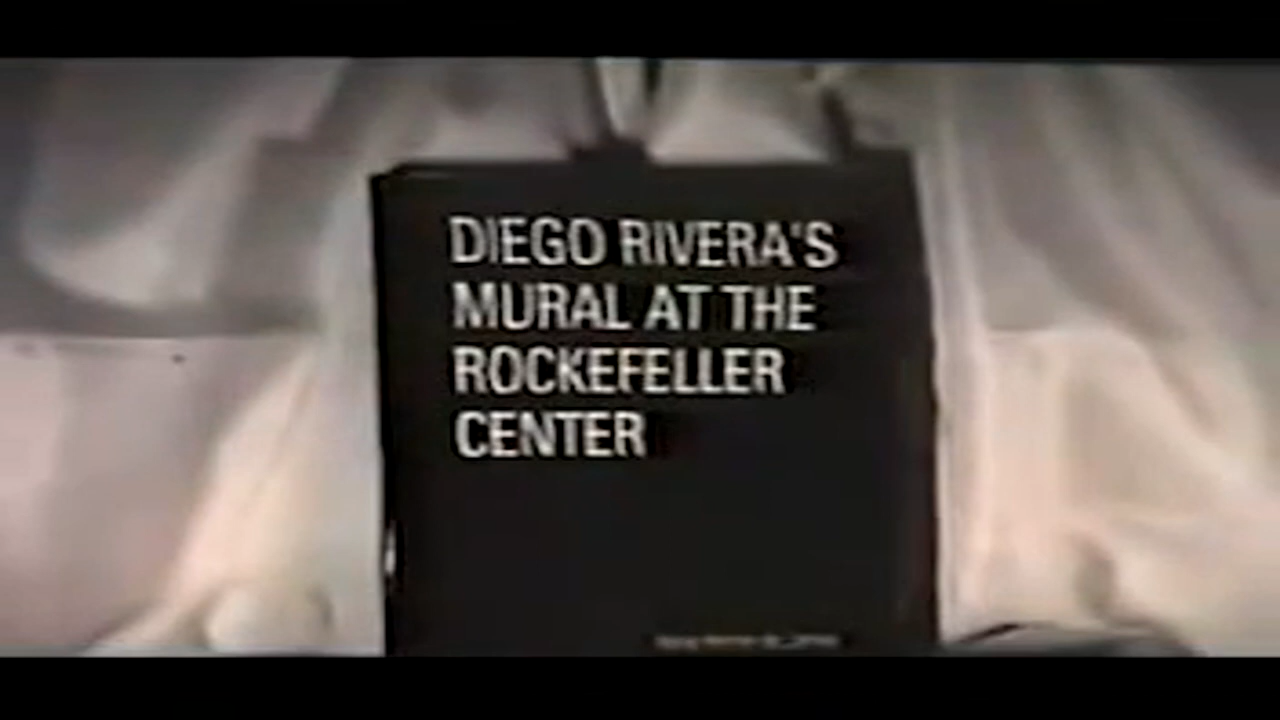 DIEGO RIVERA'S
MURAL AT THE
ROCKEFELLER
CENTER